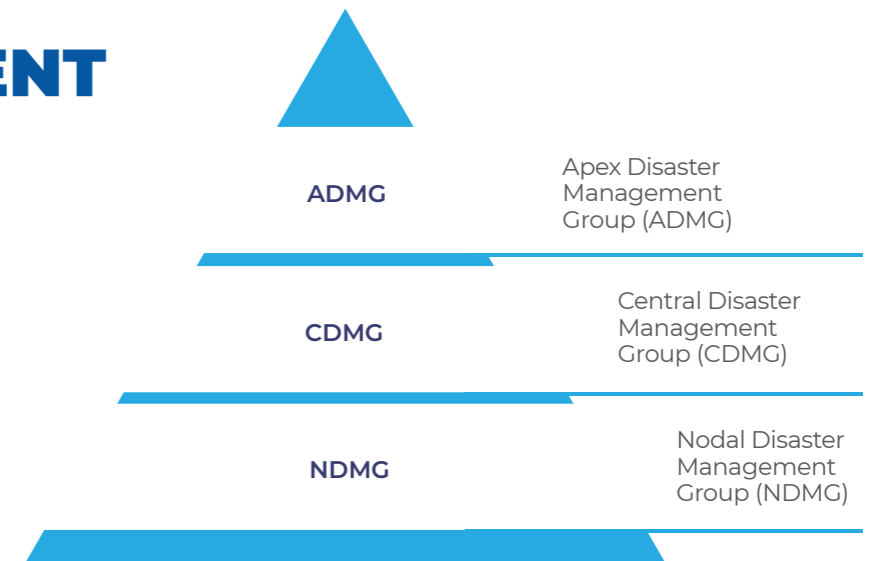 ENT
ADMG
Apex Disaster
Management
Group (ADMG)
CDMG
Central Disaster
Management
Group (CDMG)
NDMG
Nodal Disaster
Management
Group (NDMG)